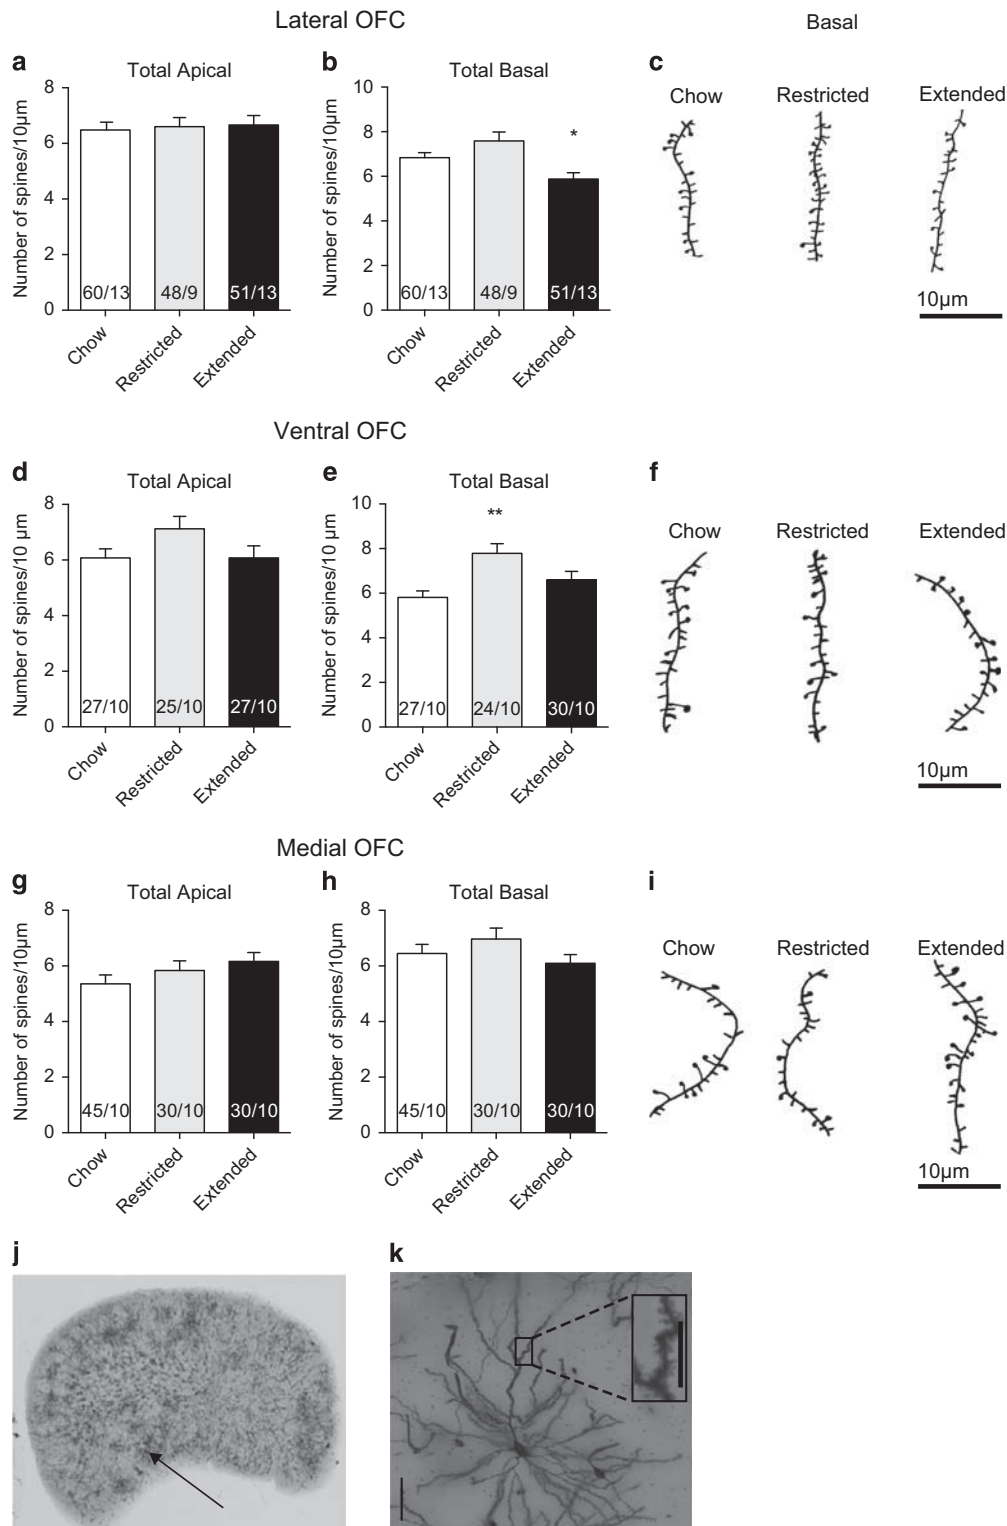 Lateral OFC
Basal
a
Total Apical
Number of spines/10µm
8
6
4
2
0
60/13
48/9
51/13
Chow
Restricted
Extended
b
Total Basal
Number of spines/10µm
10
8
6
4
2
0
*
60/13
48/9
51/13
Chow
Restricted
Extended
c
Chow
Restricted
Extended
10µm
Ventral OFC
d
Total Apical
Number of spines/10 µm
8
6
4
2
0
27/10
25/10
27/10
Chow
Restricted
Extended
e
Total Basal
Number of spines/10 µm
10
8
6
4
2
0
**
27/10
24/10
30/10
Chow
Restricted
Extended
f
Chow
Restricted
Extended
10µm
Medial OFC
g
Total Apical
Number of spines/10µm
8
6
4
2
0
45/10
30/10
30/10
Chow
Restricted
Extended
h
Total Basal
Number of spines/10µm
8
6
4
2
0
45/10
30/10
30/10
Chow
Restricted
Extended
i
Chow
Restricted
Extended
10µm
j
k